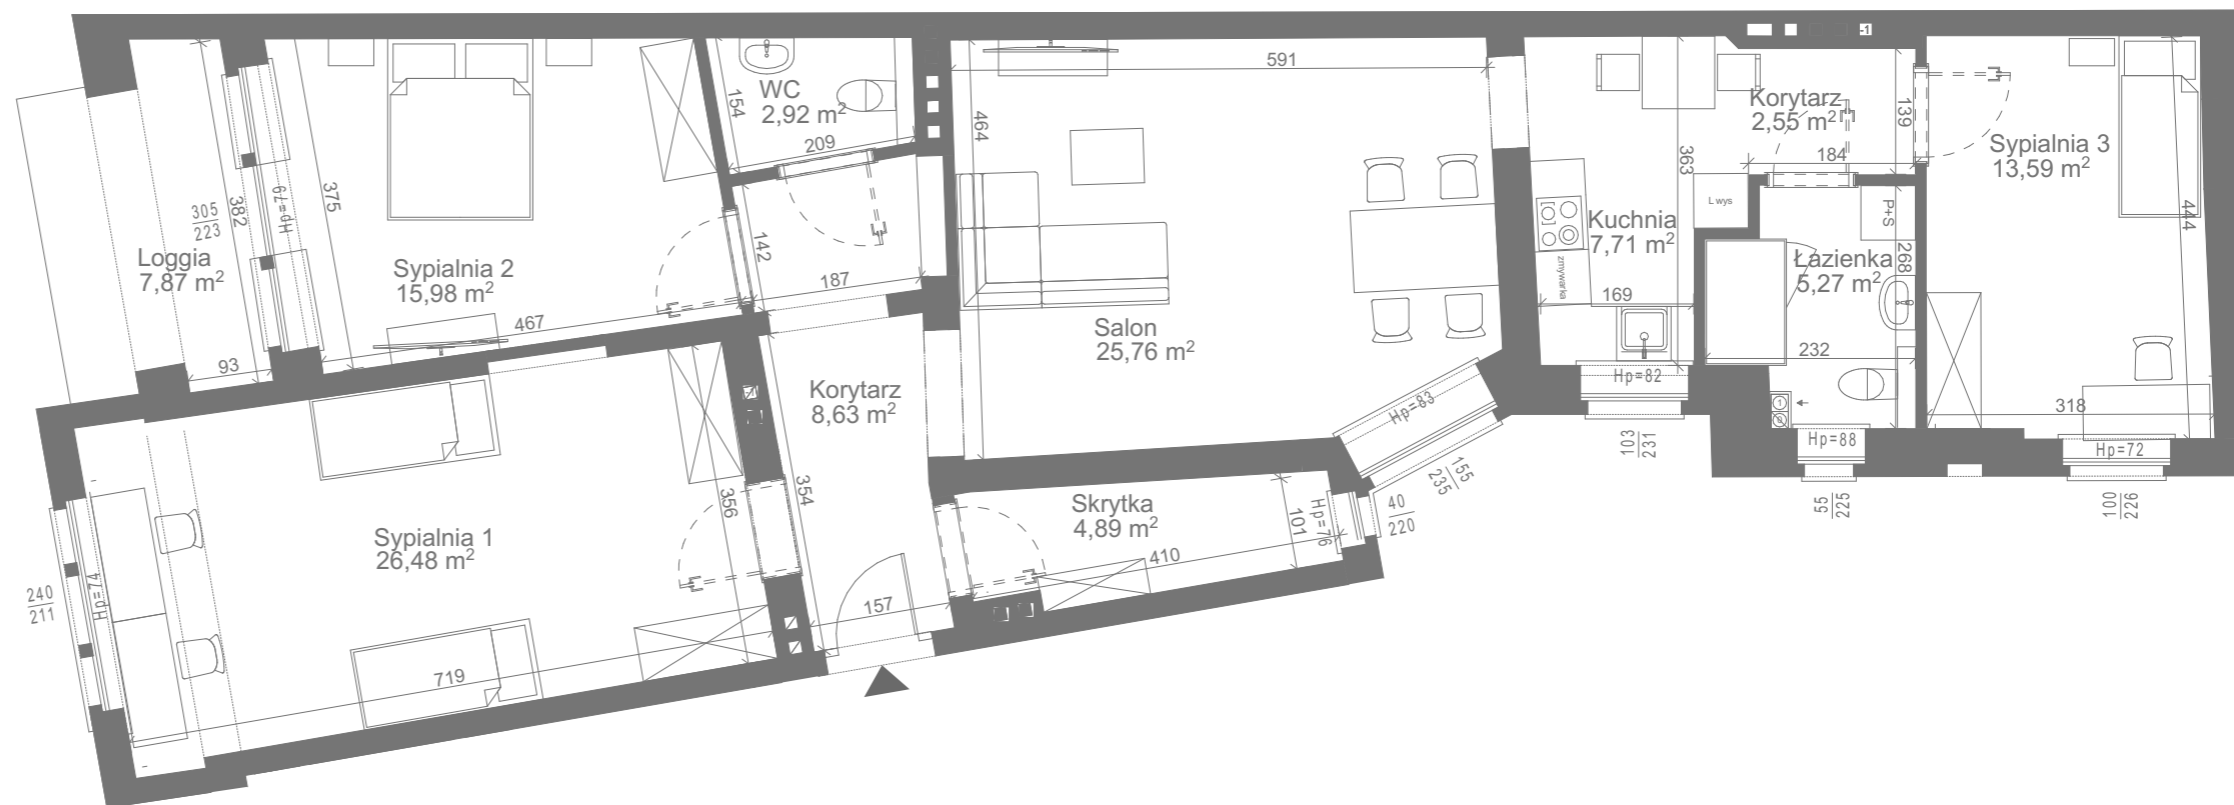 -1
591
WC
2,92 m²
154
209
464
Korytarz
2,55 m²
139
184
363
Sypialnia 3
13,59 m²
444
318
305
223
382
Hp=79
375
Loggia
7,87 m²
93
Sypialnia 2
15,98 m²
467
142
187
L wys
P+S
Kuchnia
7,71 m²
zmywarka
169
Łazienka
5,27 m²
268
232
Salon
25,76 m²
Hp=82
Hp=83
103
231
155
235
Hp=88
55
225
Hp=72
100
226
Korytarz
8,63 m²
354
157
Skrytka
4,89 m²
101
410
Hp=76
40
220
Sypialnia 1
26,48 m²
356
719
Hp=74
240
211
1